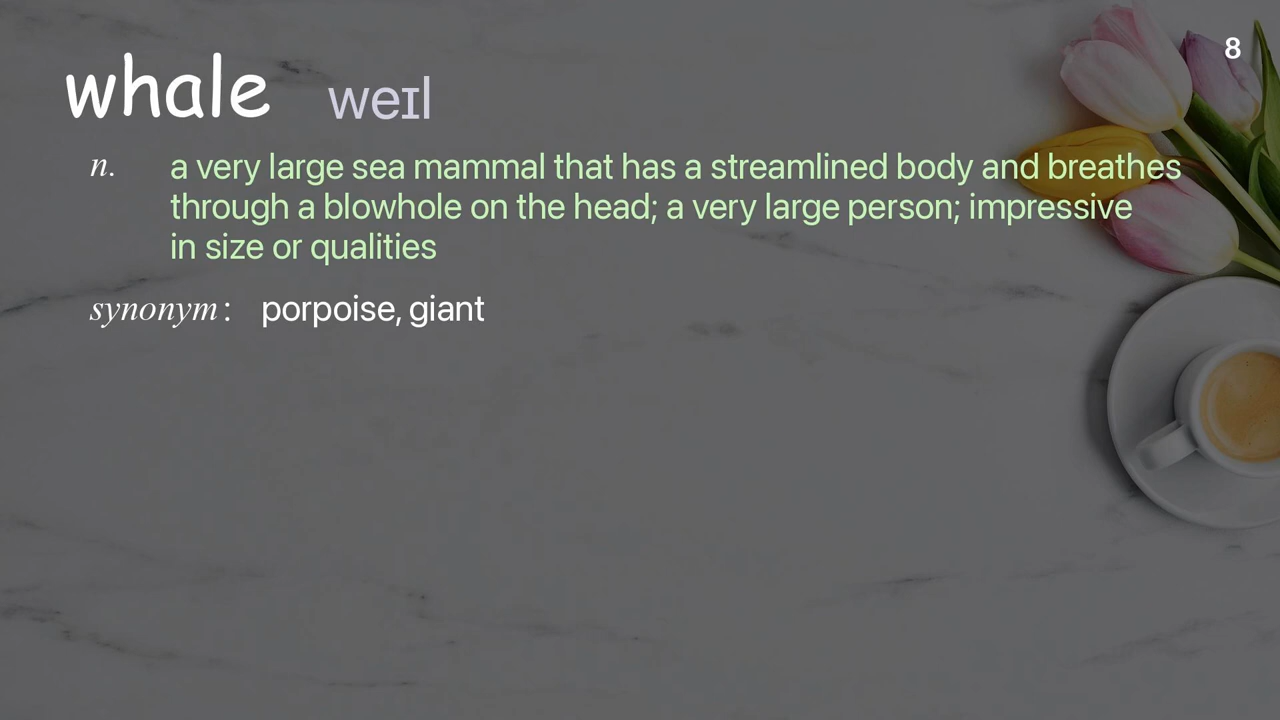 8
whale weɪl
n. a very large sea mammal that has a streamlined body and breathes
through a blowhole on the head; a very large person; impressive
in size or qualities
synonym: porpoise, giant